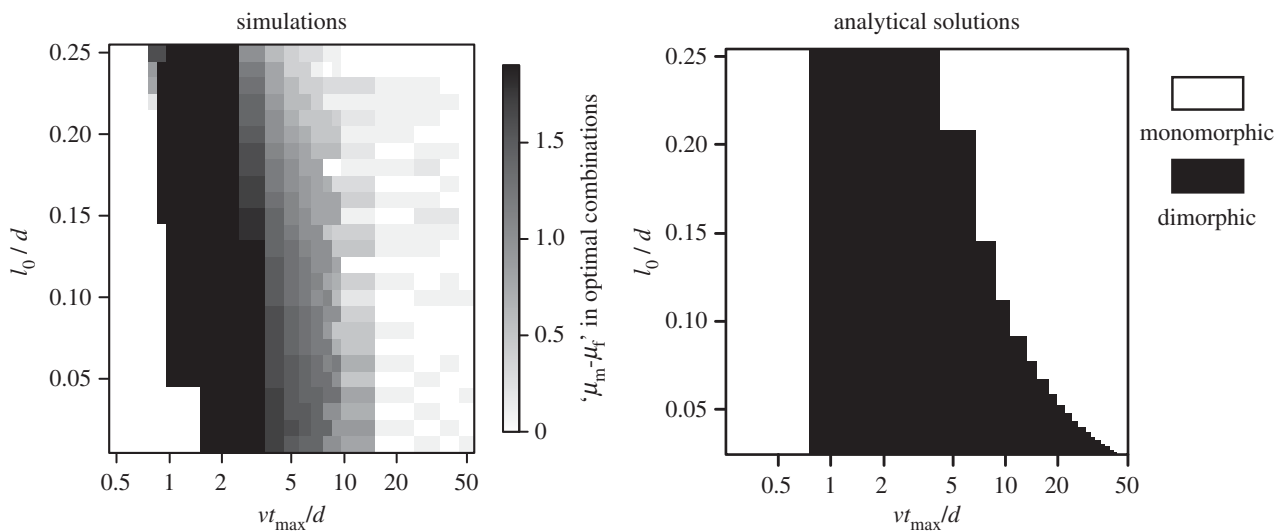 simulations
0.25
0.20
0.15
0.10
0.05
l₀ / d
0.5 1 2 5 10 20 50
vtmax/d
1.5
1.0
0.5
0
‘μm-μf’ in optimal combinations
analytical solutions
0.25
0.20
0.15
0.10
0.05
l₀ / d
0.5 1 2 5 10 20 50
vtmax/d
monomorphic
dimorphic